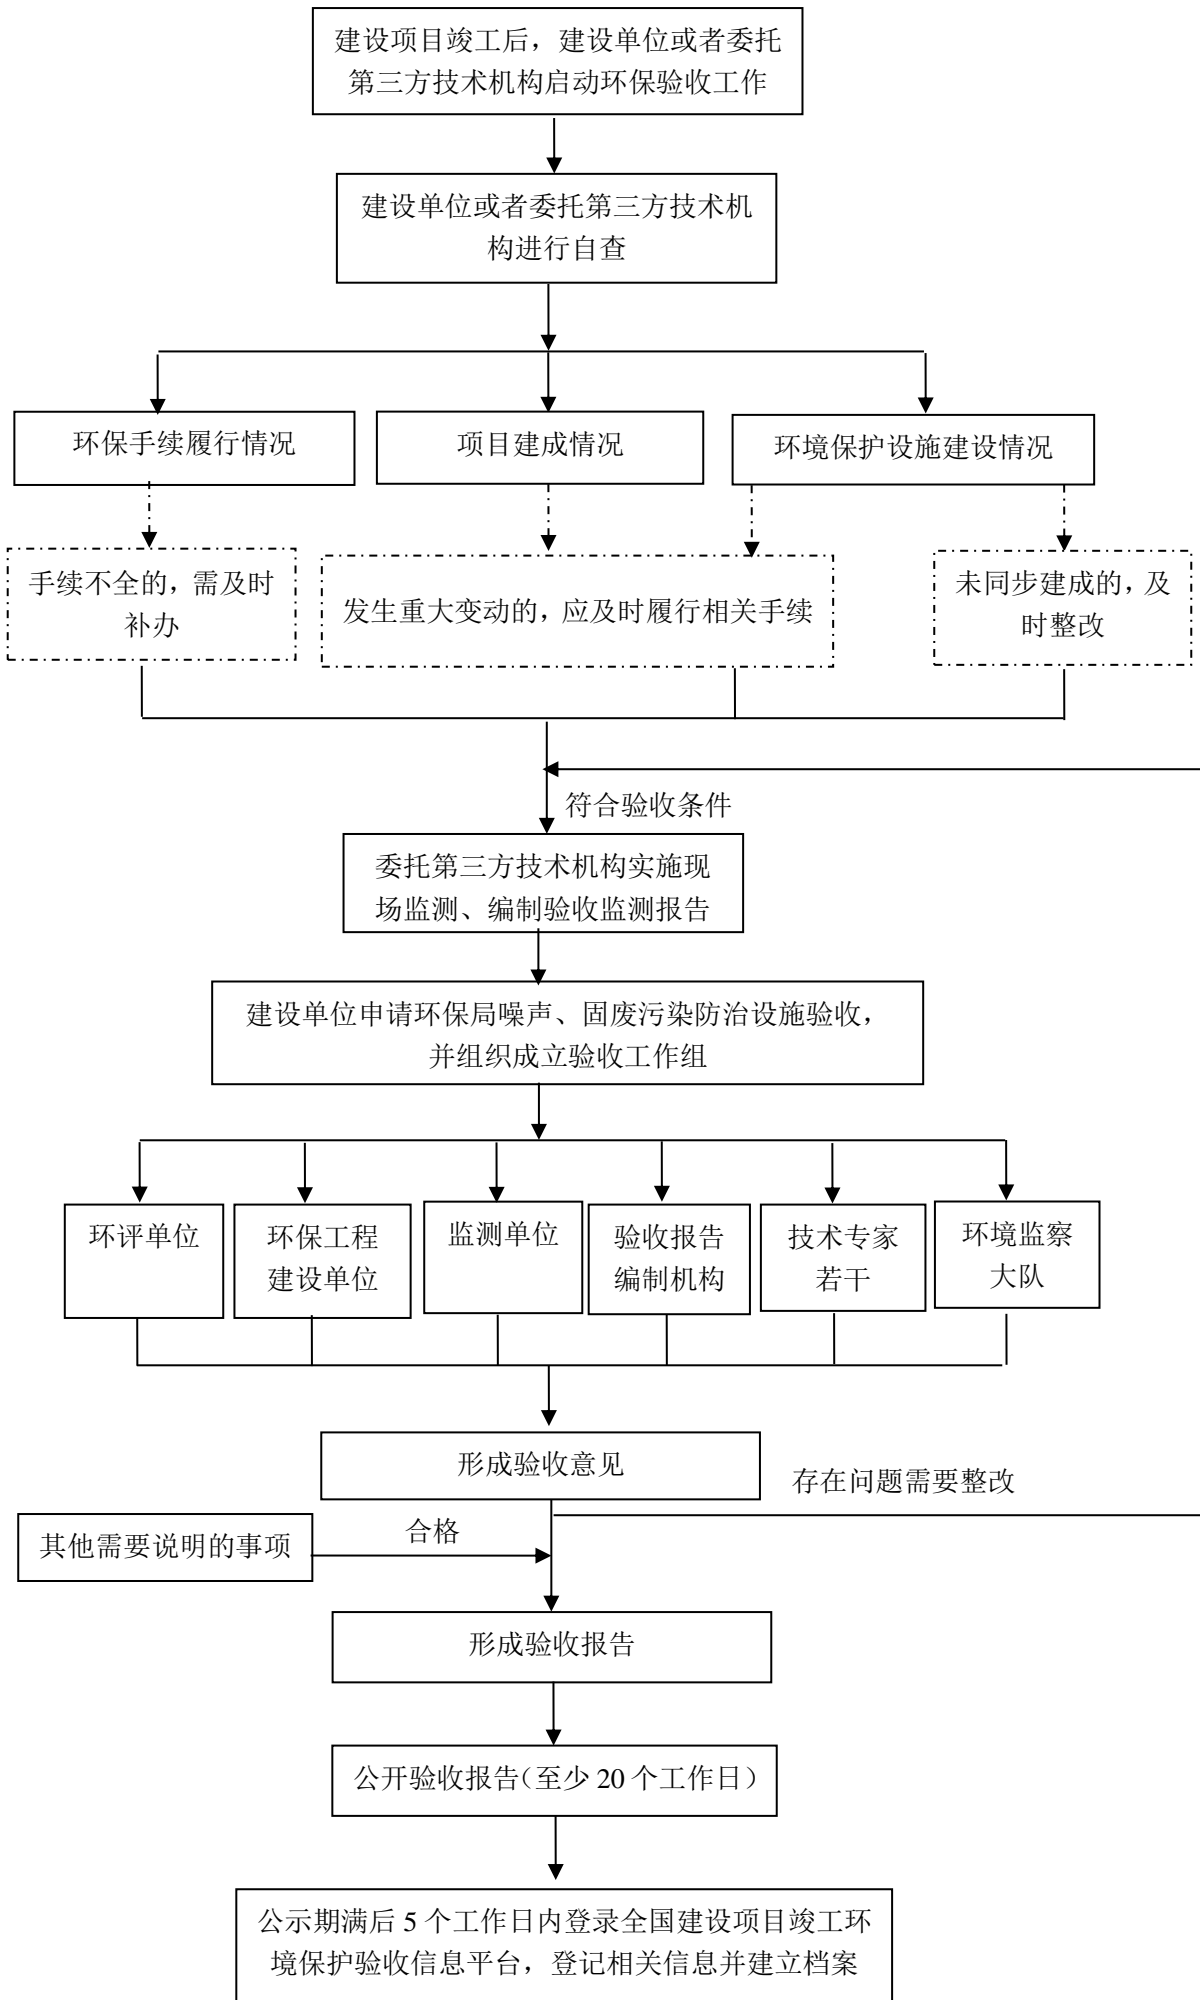 建设项目竣工后，建设单位或者委托
第三方技术机构启动环保验收工作
建设单位或者委托第三方技术机
构进行自查
环保手续履行情况
项目建成情况
环境保护设施建设情况
手续不全的，需及时
补办
发生重大变动的，应及时履行相关手续
未同步建成的，及
时整改
符合验收条件
委托第三方技术机构实施现
场监测、编制验收监测报告
建设单位申请环保局噪声、固废污染防治设施验收，
并组织成立验收工作组
环评单位
环保工程
建设单位
监测单位
验收报告
编制机构
技术专家
若干
环境监察
大队
形成验收意见
存在问题需要整改
其他需要说明的事项
合格
形成验收报告
公开验收报告（至少 20 个工作日）
公示期满后 5 个工作日内登录全国建设项目竣工环
境保护验收信息平台，登记相关信息并建立档案